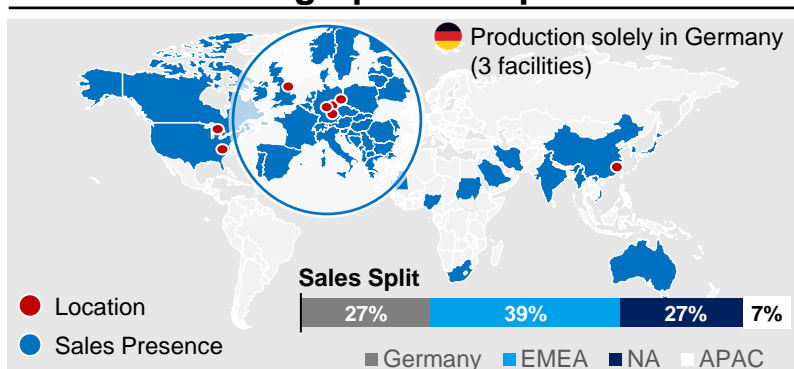 Production solely in Germany
(3 facilities)
Sales Split
27% 39% 27% 7%
Location
Sales Presence
Germany EMEA NA APAC